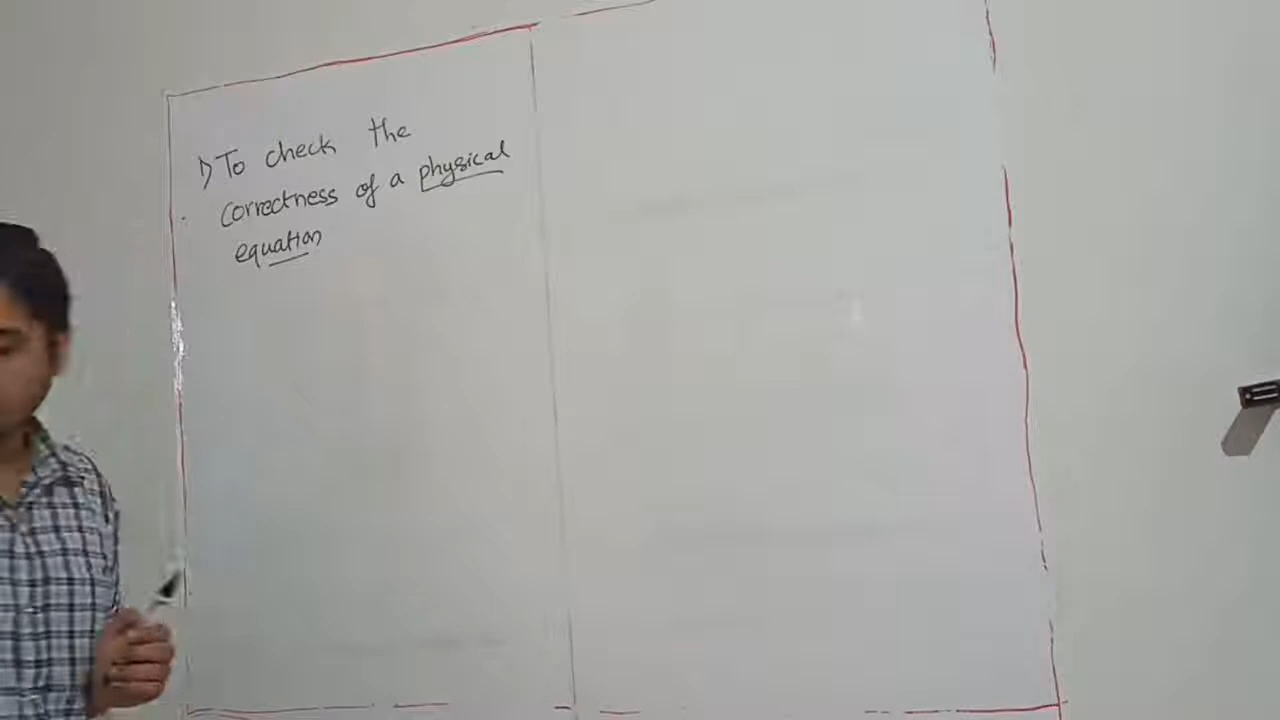 1) To check the
correctness of a physical
equation